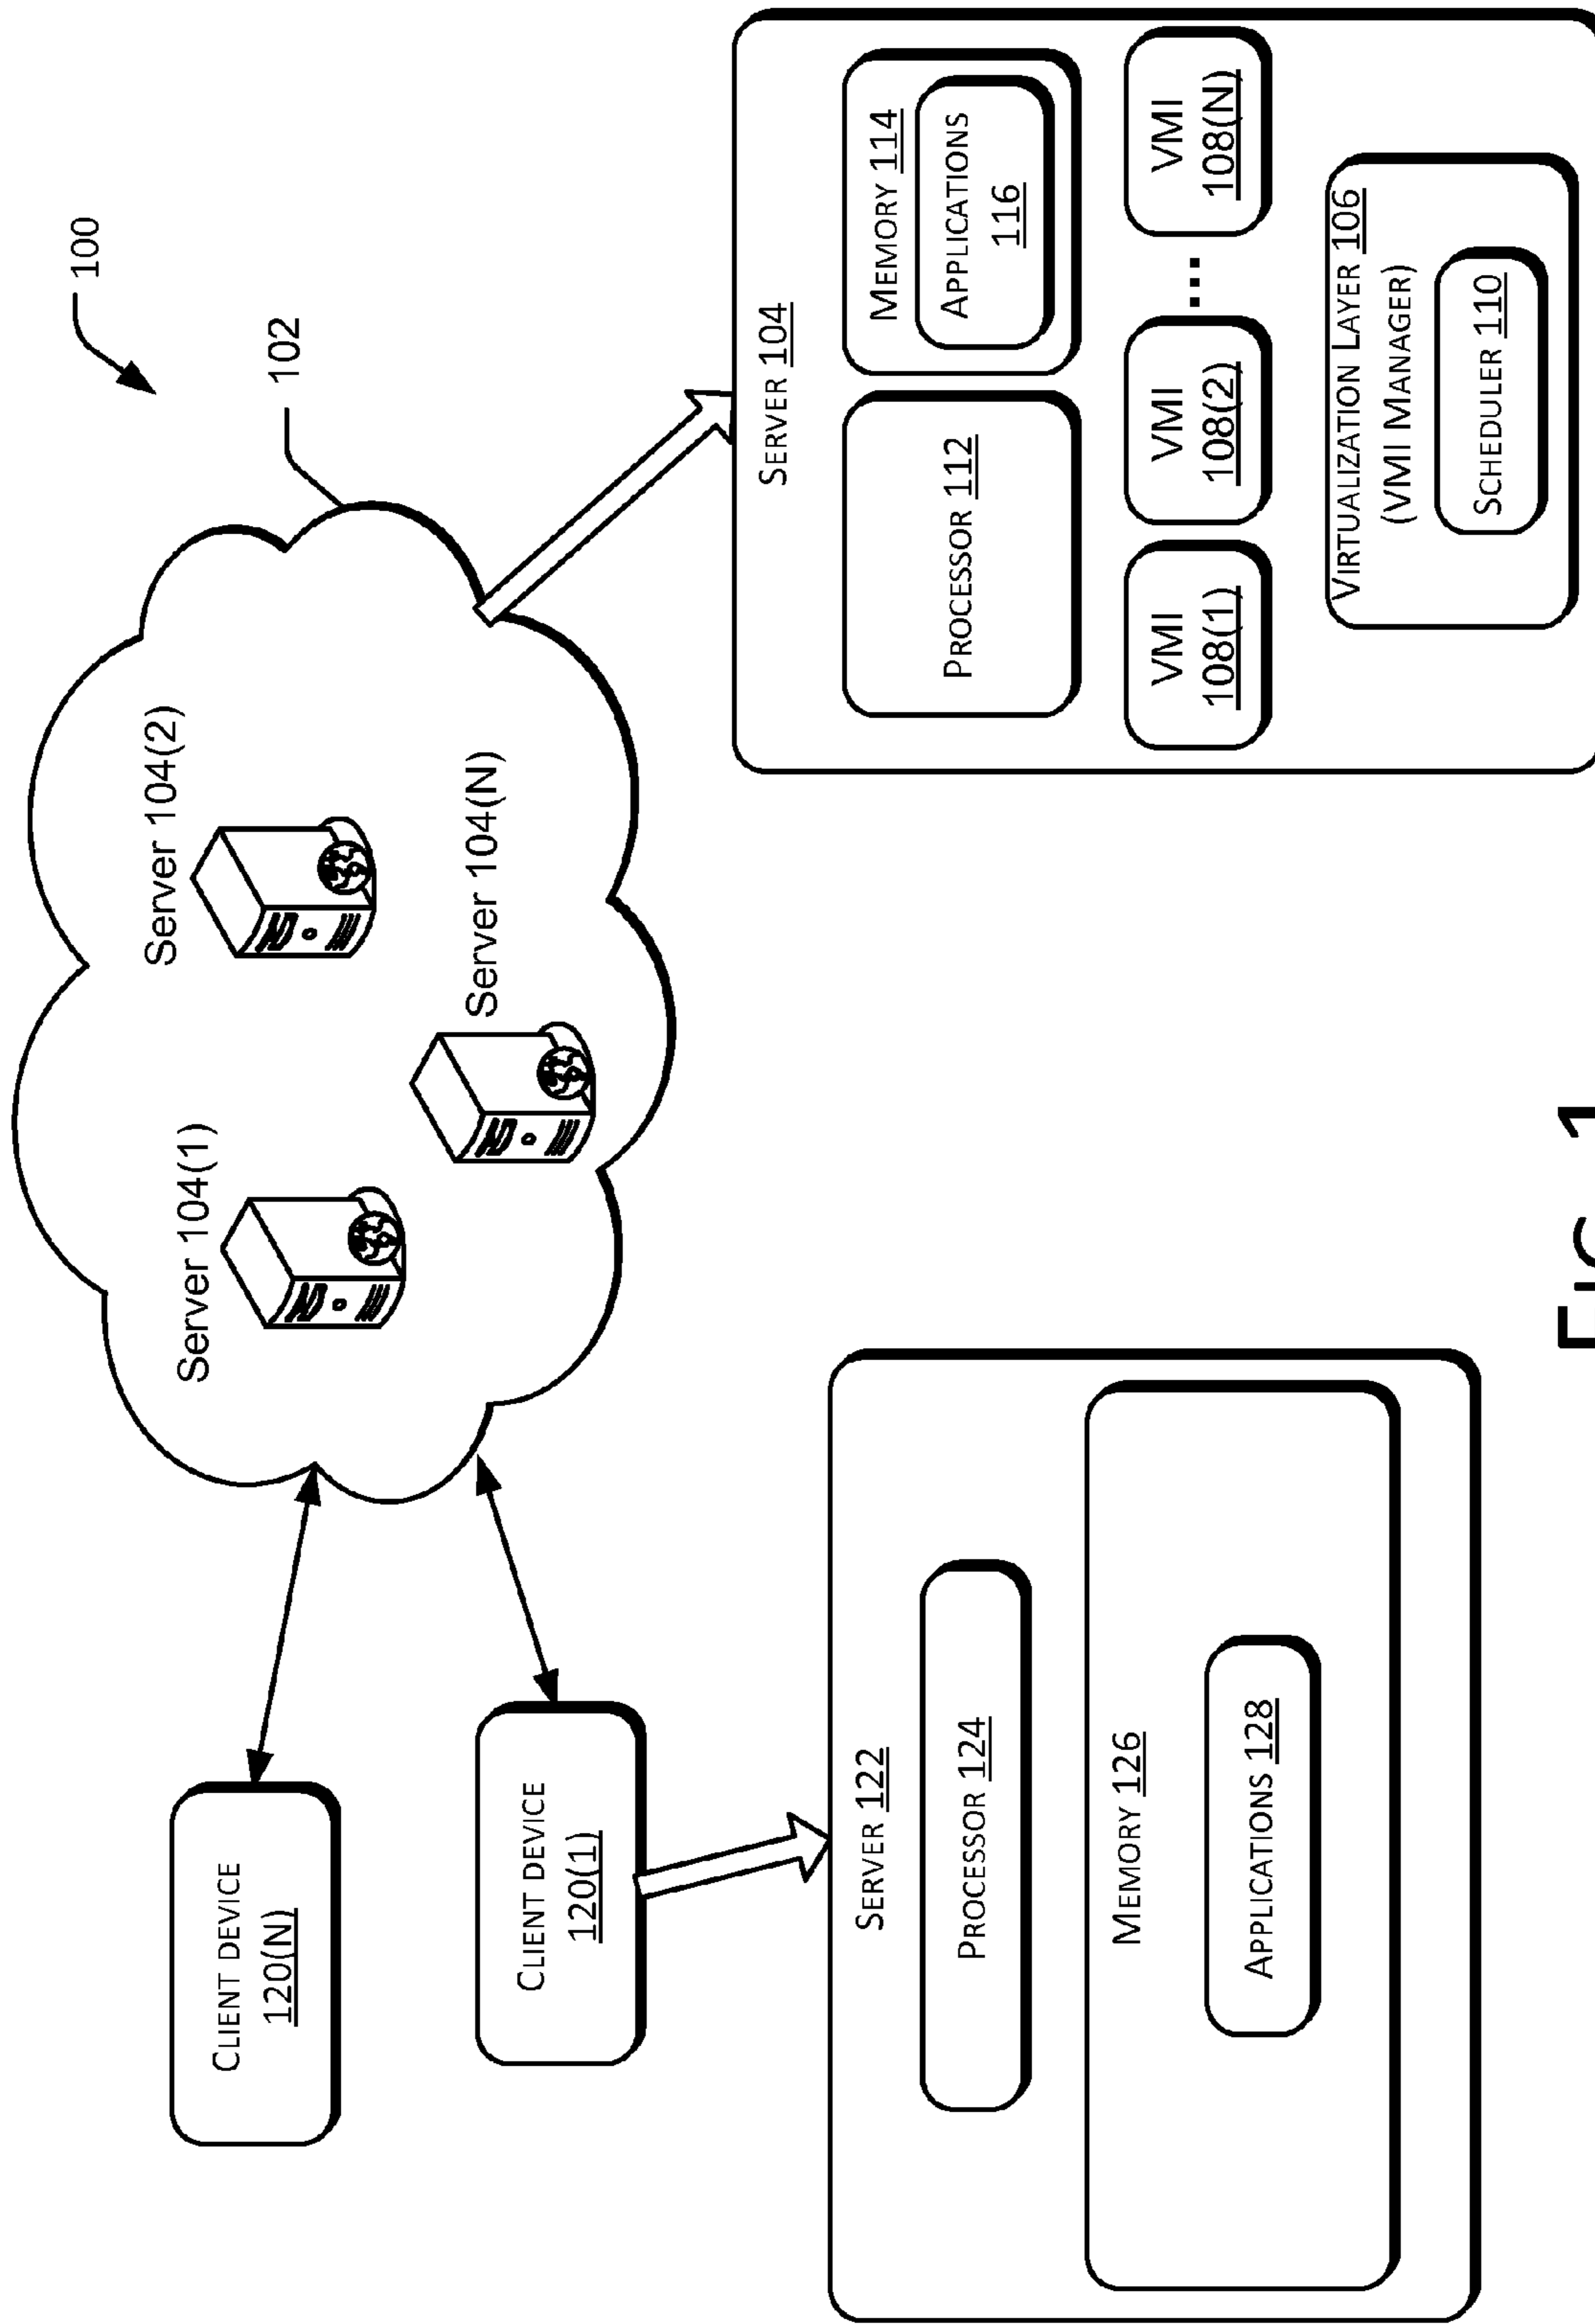 100
102
Server 104(1)
Server 104(2)
Server 104(N)
CLIENT DEVICE
120(N)
CLIENT DEVICE
120(1)
SERVER 122
PROCESSOR 124
MEMORY 126
APPLICATIONS 128
SERVER 104
PROCESSOR 112
MEMORY 114
APPLICATIONS
116
VMI
108(1)
VMI
108(2)
...
VMI
108(N)
VIRTUALIZATION LAYER 106
(VMI MANAGER)
SCHEDULER 110
FIG. 1